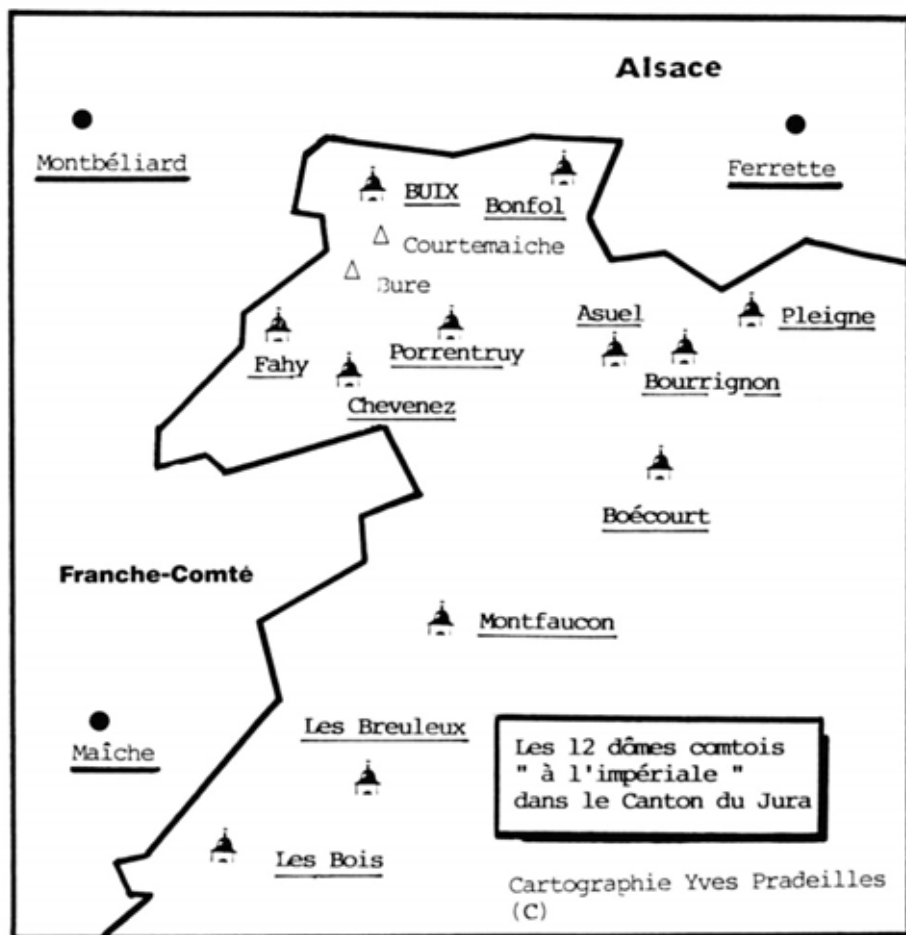 Alsace
Montbéliard
Ferrette
BUIX
Bonfol
Courtemaiche
Bure
Asuel
Pleigne
Fahy
Porrentruy
Bourrignon
Chevenez
Boécourt
Franche-Comté
Montfaucon
Les Breuleux
Maîche
Les 12 dômes comtois
" à l'impériale "
dans le Canton du Jura
Les Bois
Cartographie Yves Pradeilles
(C)